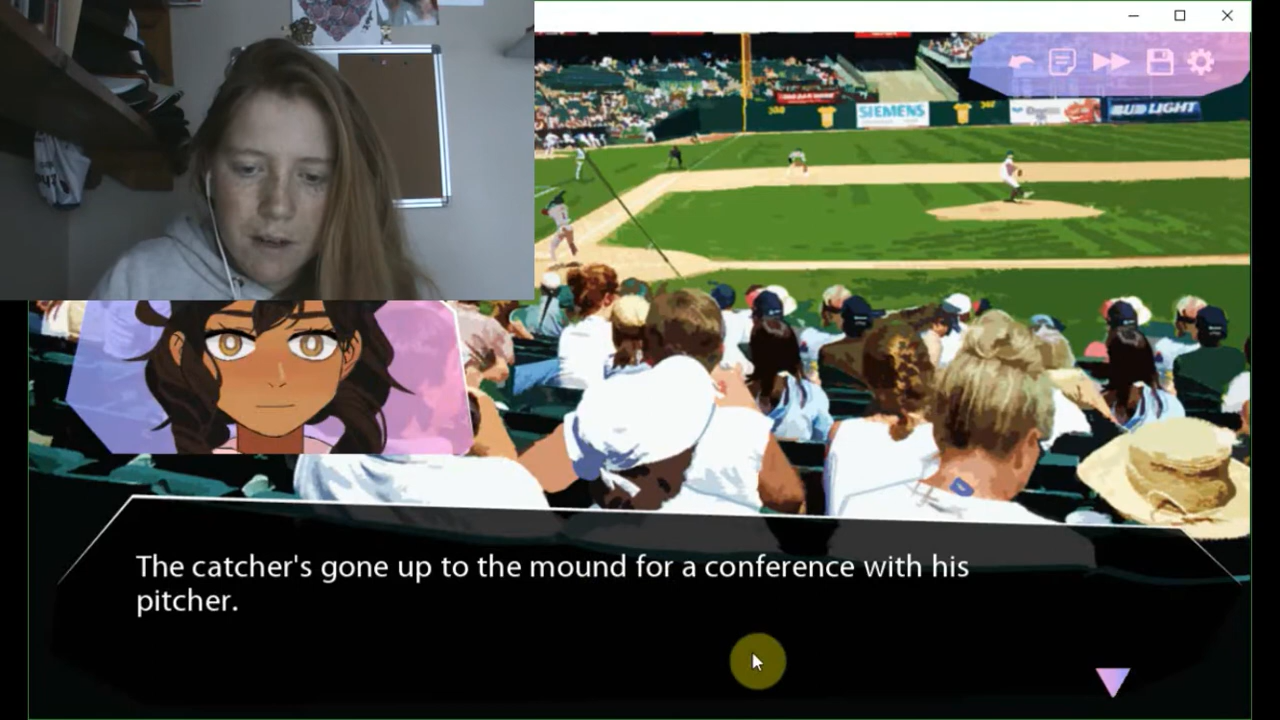 SIEMENS
BUD LIGHT
The catcher's gone up to the mound for a conference with his
pitcher.